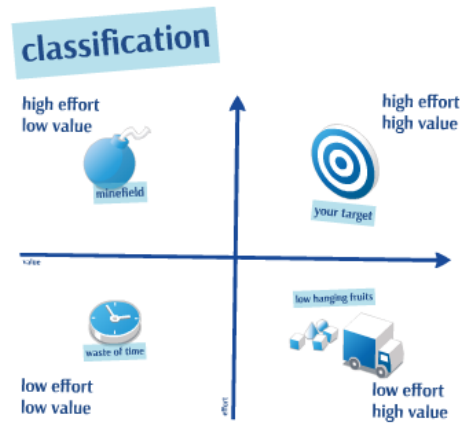 classification
high effort
low value
high effort
high value
minefield
your target
value
low hanging fruits
waste of time
low effort
low value
low effort
high value
effort